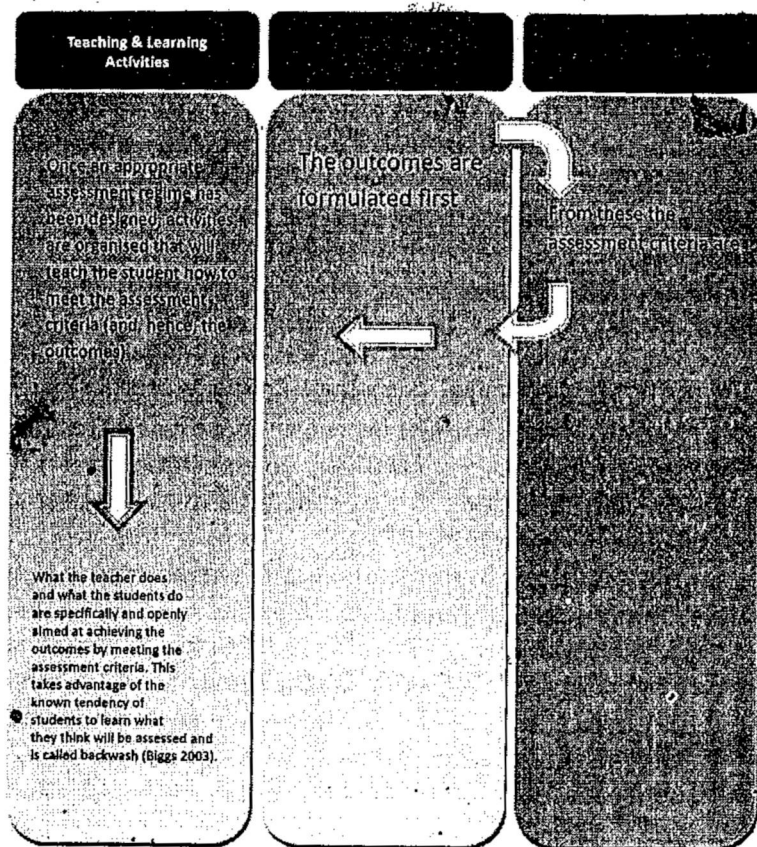 Teaching & Learning
Activities
Once an appropriate
assessment regime has
been designed, activities
are organised that will
teach the student how to
meet the assessment
criteria (and, hence, the
outcomes)
What the teacher does
and what the students do
are specifically and openly
aimed at achieving the
outcomes by meeting the
assessment criteria. This
takes advantage of the
known tendency of
students to learn what
they think will be assessed and
is called backwash (Biggs 2003).
The outcomes are
formulated first
From these the
assessment criteria are